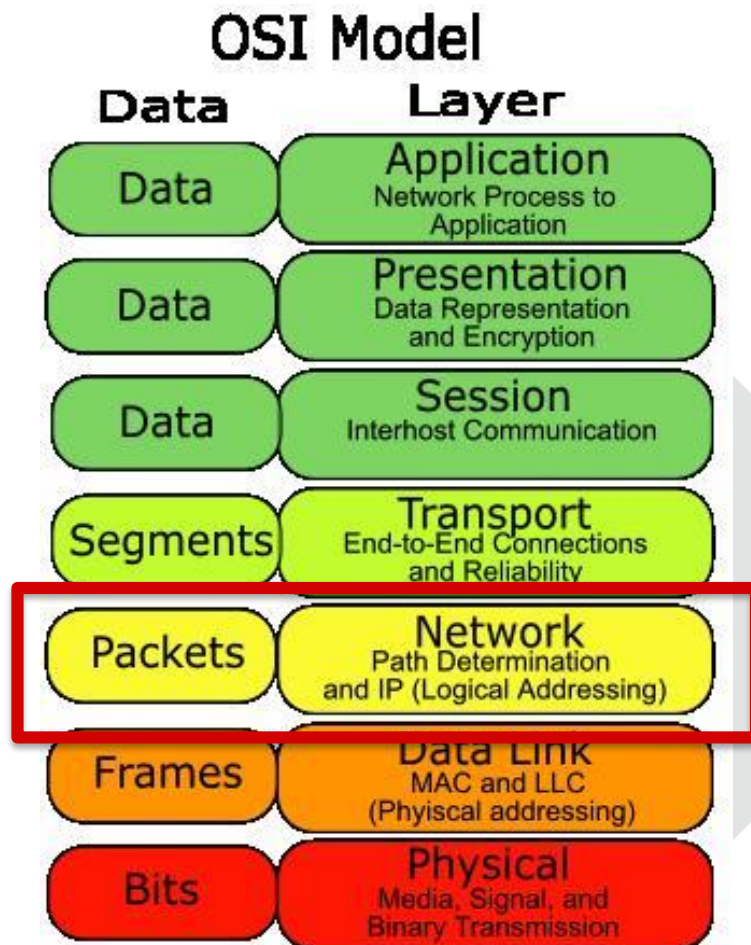 OSI Model
Data Layer
Data Application
Network Process to
Application
Data Presentation
Data Representation
and Encryption
Data Session
Interhost Communication
Segments Transport
End-to-End Connections
and Reliability
Packets Network
Path Determination
and IP (Logical Addressing)
Frames Data Link
MAC and LLC
(Phyiscal addressing)
Bits Physical
Media, Signal, and
Binary Transmission